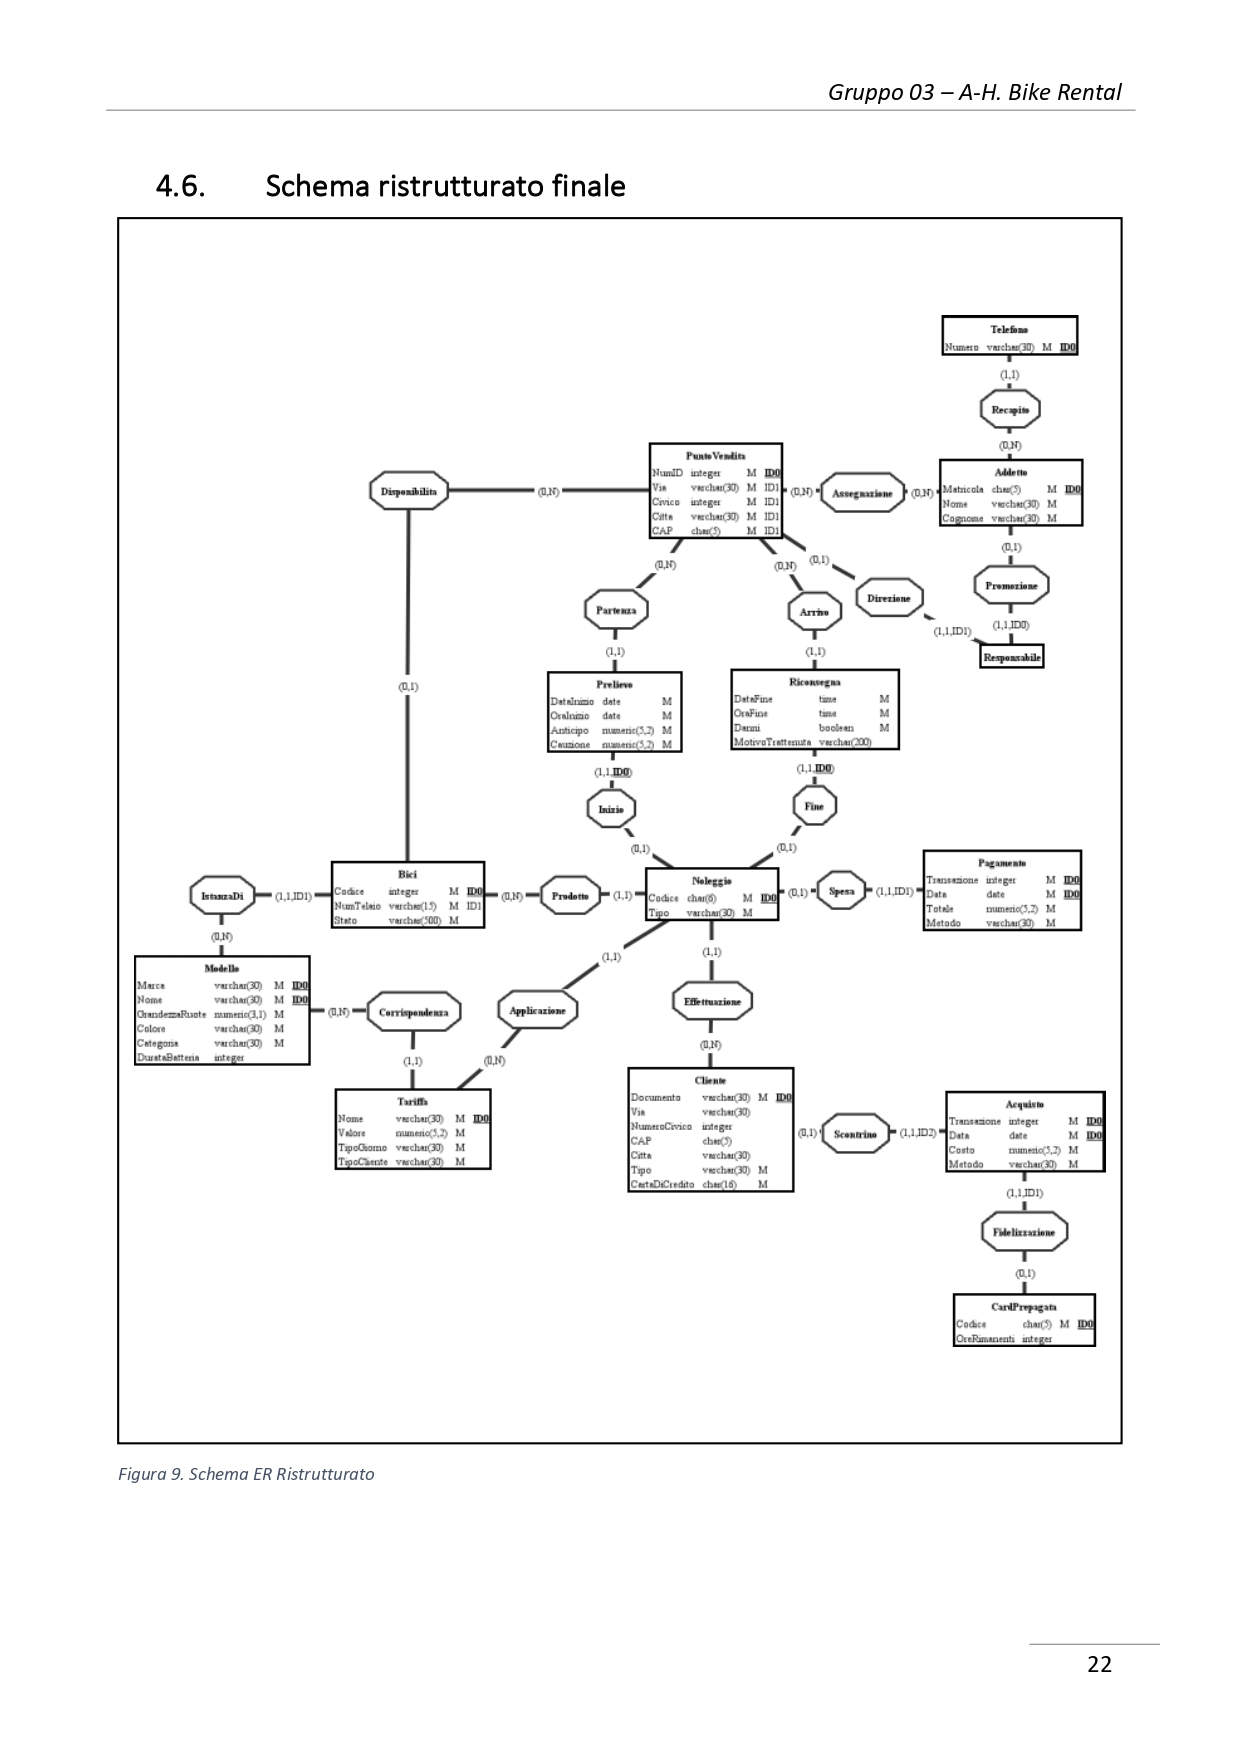 Gruppo 03 – A-H. Bike Rental
4.6. Schema ristrutturato finale
Telefono
Numero varchar(30) M ID0
(1,1)
Recapito
(0,N)
Addetto
Matricola char(5) M ID0
Nome varchar(30) M
Cognome varchar(30) M
PuntoVendita
NumID integer M ID0
Via varchar(30) M ID1
Civico integer M ID1
Citta varchar(30) M ID1
CAP char(5) M ID1
Disponibilita
(0,N)
(0,N)
Assegnazione
(0,N)
(0,1)
Promozione
(1,1,ID0)
Responsabile
(0,N)
(0,N)
(0,1)
Partenza
Arrivo
Direzione
(1,1,ID1)
(1,1)
(1,1)
(0,1)
Prelievo
DataInizio date M
OraInizio date M
Anticipo numeric(5,2) M
Cauzione numeric(5,2) M
Riconsegna
DataFine time M
OraFine time M
Danni boolean M
MotivoTrattenuta varchar(200)
(1,1,ID0)
(1,1,ID0)
Inizio
Fine
(0,1)
(0,1)
Pagamento
Transazione integer M ID0
Data date M ID0
Totale numeric(5,2) M
Metodo varchar(30) M
Bici
Codice integer M ID0
NumTelaio varchar(15) M ID1
Stato varchar(500) M
Noleggio
Codice char(6) M ID0
Tipo varchar(30) M
IstanzaDi
(1,1,ID1)
(0,N)
Prodotto
(1,1)
(0,1)
Spesa
(1,1,ID1)
(0,N)
Modello
Marca varchar(30) M ID0
Nome varchar(30) M ID0
GrandezzaRuote numeric(3,1) M
Colore varchar(30) M
Categoria varchar(30) M
DurataBatteria integer
(1,1)
(1,1)
(0,N)
Corrispondenza
Applicazione
Effettuazione
(1,1)
(0,N)
(0,N)
Tariffa
Nome varchar(30) M ID0
Valore numeric(5,2) M
TipoGiorno varchar(30) M
TipoCliente varchar(30) M
Cliente
Documento varchar(30) M ID0
Via varchar(30)
NumeroCivico integer
CAP char(5)
Citta varchar(30)
Tipo varchar(30) M
CartaDiCredito char(16) M
(0,1)
Scontrino
(1,1,ID2)
Acquisto
Transazione integer M ID0
Data date M ID0
Costo numeric(5,2) M
Metodo varchar(30) M
(1,1,ID1)
Fidelizzazione
(0,1)
CardPrepagata
Codice char(5) M ID0
OreRimanenti integer
Figura 9. Schema ER Ristrutturato
22